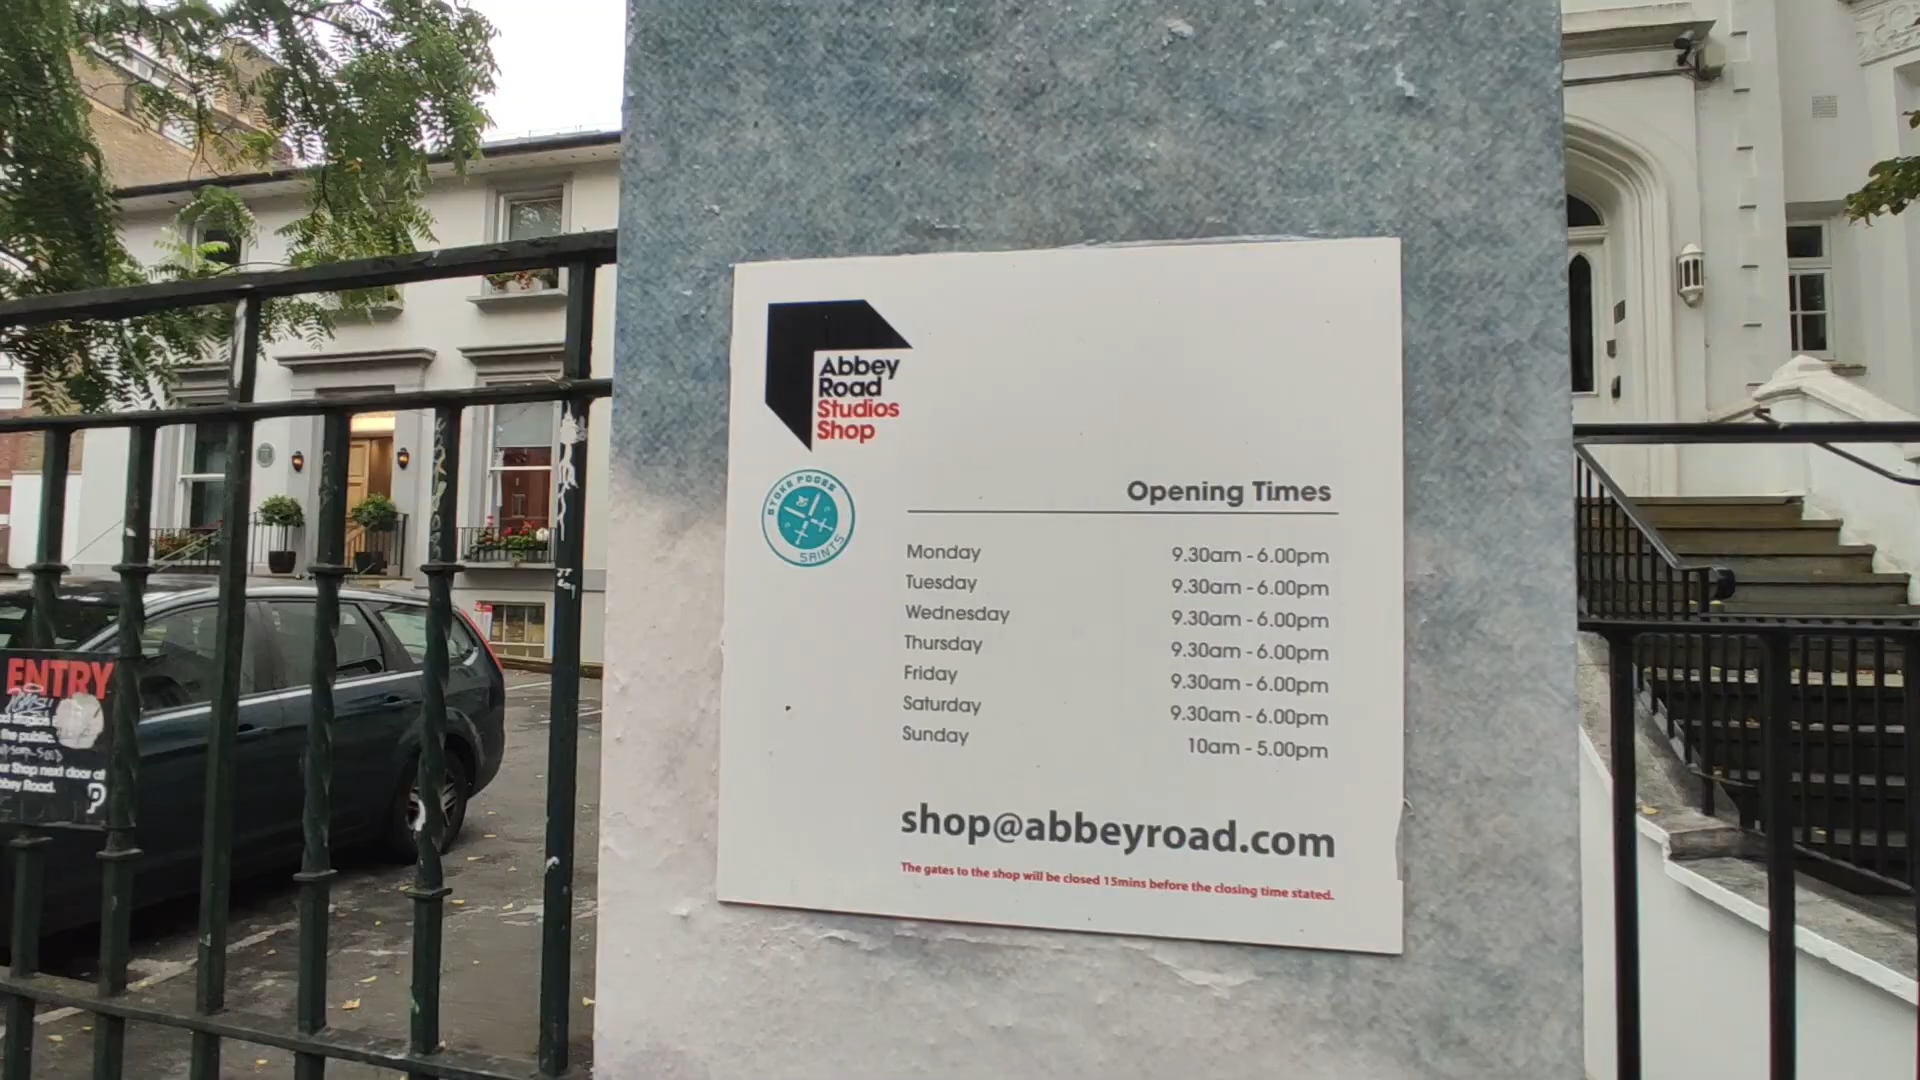 Abbey
Road
Studios
Shop
STOKE POGES
SAINTS
Opening Times
Monday 9.30am - 6.00pm
Tuesday 9.30am - 6.00pm
Wednesday 9.30am - 6.00pm
Thursday 9.30am - 6.00pm
Friday 9.30am - 6.00pm
Saturday 9.30am - 6.00pm
Sunday 10am - 5.00pm
shop@abbeyroad.com
The gates to the shop will be closed 15mins before the closing time stated.
ENTRY
the public.
Shop next door at
Road.